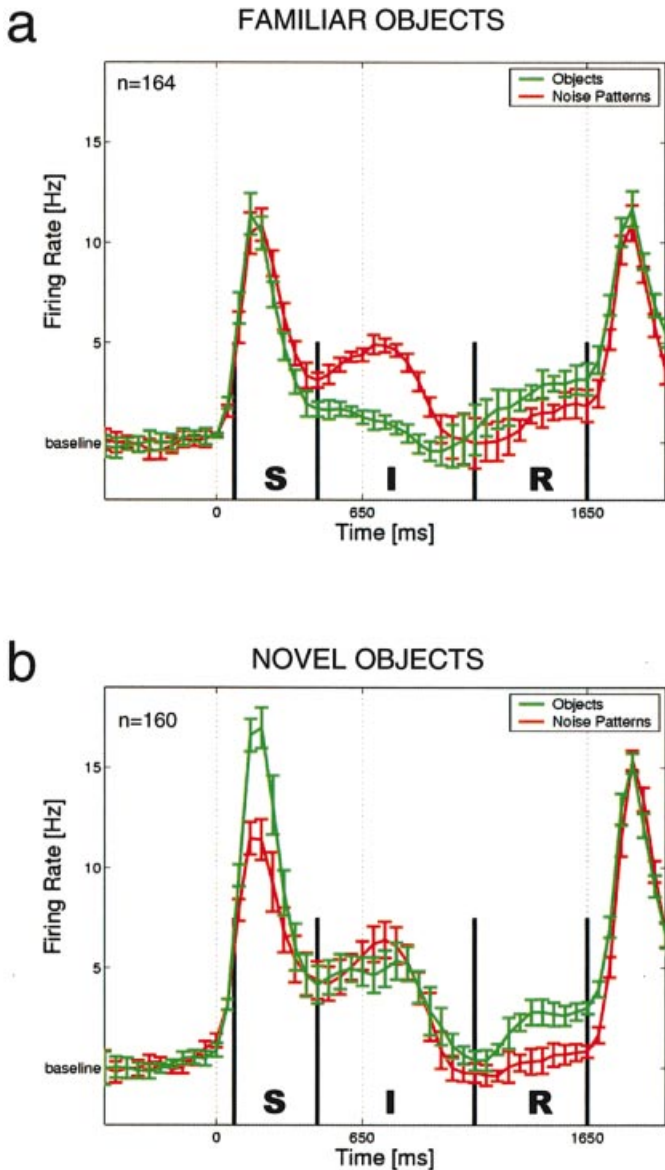 a
FAMILIAR OBJECTS
n=164
Objects
Noise Patterns
15
10
5
baseline
Firing Rate [Hz]
S I R
0 650 1650
Time [ms]
b
NOVEL OBJECTS
n=160
Objects
Noise Patterns
15
10
5
baseline
Firing Rate [Hz]
S I R
0 650 1650
Time [ms]